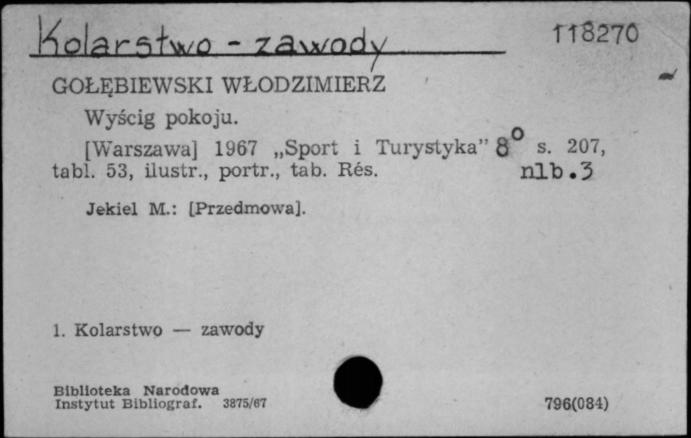 Kolarstwo - zawody
118270
GOŁĘBIEWSKI WŁODZIMIERZ
Wyścig pokoju.
[Warszawa] 1967 „Sport i Turystyka” 8° s. 207,
tabl. 53, ilustr., portr., tab. Rés. nlb.3
Jekiel M.: [Przedmowa].
1. Kolarstwo — zawody
Biblioteka Narodowa
Instytut Bibliograf. 3875/67
796(084)